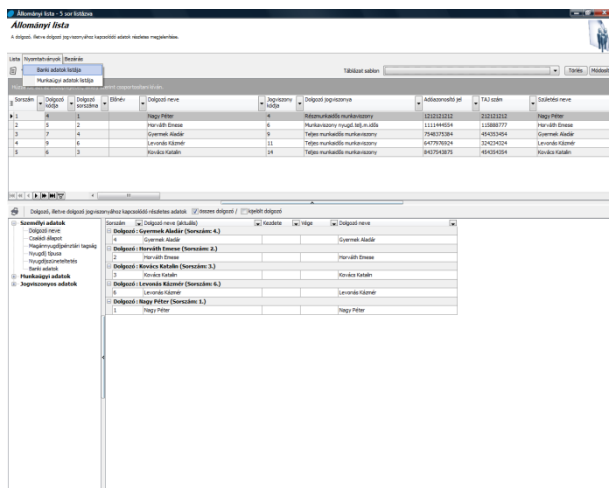 Állományi lista - 5 sor listázva
Állományi lista
A dolgozó, illetve dolgozó jogviszonyához kapcsolódó adatok részletes megjelenítése.
Lista Nyomtatványok Bezárás
Banki adatok listája
Munkaügyi adatok listája
Táblázat sablon Törlés Módosít
Sorszám Dolgozó kódja Dolgozó sorszáma Előnév Dolgozó neve Jogviszony kódja Dolgozó jogviszonya Adóazonosító jel TAJ szám Születési neve
1 4 1 Nagy Péter 4 Részmunkaidős munkaviszony 1212121212 212121212 Nagy Péter
2 5 2 Horváth Emese 6 Munkaviszony nyugd.telj.m.idős 1111444554 115888777 Horváth Emese
3 7 4 Gyermek Aladár 9 Teljes munkaidős munkaviszony 7548375384 454353454 Gyermek Aladár
4 9 6 Levonás Kázmér 11 Teljes munkaidős munkaviszony 6477976924 324234324 Levonás Kázmér
5 6 3 Kovács Katalin 14 Teljes munkaidős munkaviszony 8437543875 454354354 Kovács Katalin
Dolgozó, illetve dolgozó jogviszonyához kapcsolódó részletes adatok összes dolgozó / kijelölt dolgozó
Személyi adatok
Dolgozó neve
Családi állapot
Magánnyugdíjpénztári tagság
Nyugdíj típusa
Nyugdíjszüneteltetés
Banki adatok
Munkaügyi adatok
Jogviszonyos adatok
Sorszám Dolgozó neve (aktuális) Kezdete Vége Dolgozó neve
Dolgozó : Gyermek Aladár (Sorszám: 4.)
4 Gyermek Aladár Gyermek Aladár
Dolgozó : Horváth Emese (Sorszám: 2.)
2 Horváth Emese Horváth Emese
Dolgozó : Kovács Katalin (Sorszám: 3.)
3 Kovács Katalin Kovács Katalin
Dolgozó : Levonás Kázmér (Sorszám: 6.)
6 Levonás Kázmér Levonás Kázmér
Dolgozó : Nagy Péter (Sorszám: 1.)
1 Nagy Péter Nagy Péter